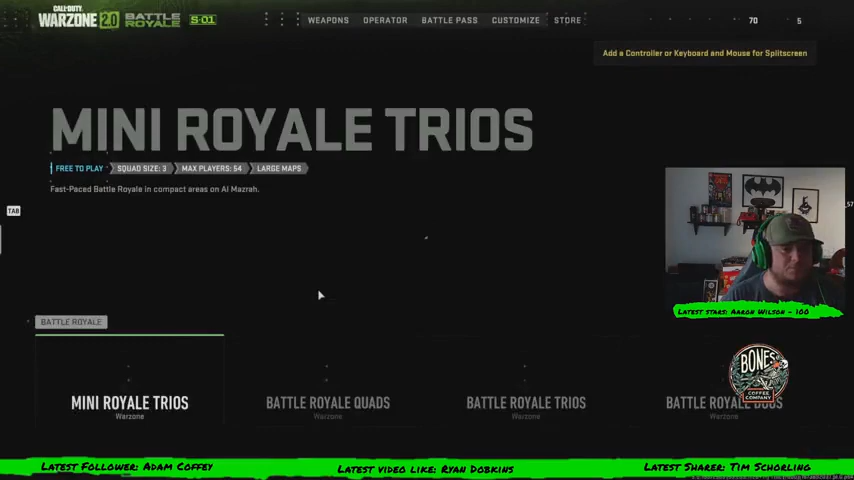 CALL OF DUTY
WARZONE 2.0 BATTLE ROYALE S·01
WEAPONS OPERATOR BATTLE PASS CUSTOMIZE STORE
70 5
Add a Controller or Keyboard and Mouse for Splitscreen
MINI ROYALE TRIOS
FREE TO PLAY SQUAD SIZE: 3 MAX PLAYERS: 54 LARGE MAPS
Fast-Paced Battle Royale in compact areas on Al Mazrah.
TAB
57
Latest stars: Aaron Wilson - 100
BATTLE ROYALE
BONES
COFFEE
COMPANY
MINI ROYALE TRIOS
Warzone
BATTLE ROYALE QUADS
Warzone
BATTLE ROYALE TRIOS
Warzone
BATTLE ROYALE DUOS
Warzone
Latest Follower: Adam Coffey
Latest video like: Ryan Dobkins
Latest Sharer: Tim Schorling